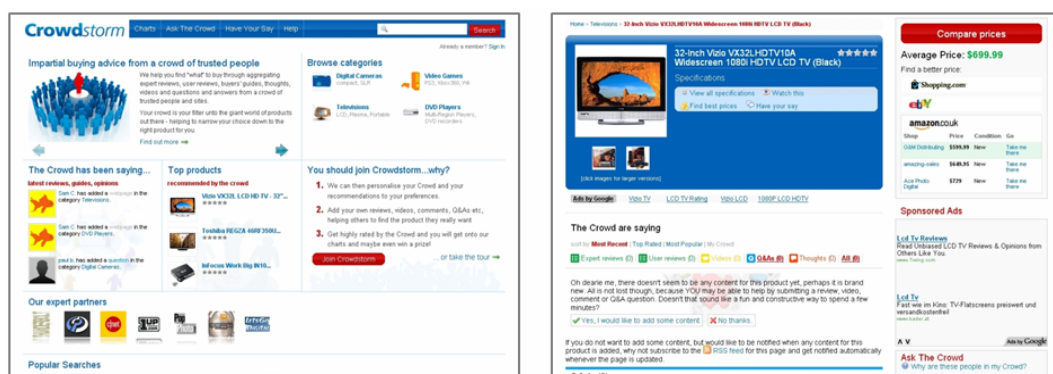 Crowdstorm
Charts Ask The Crowd Have Your Say Help
Search
Already a member? Sign in
Impartial buying advice from a crowd of trusted people
We help you find "what" to buy through aggregating
expert reviews, user reviews, buyers' guides, thoughts,
videos and questions and answers from a crowd of
trusted people and sites.
Your crowd is your filter unto the giant world of products
out there - helping to narrow your choice down to the
right product for you.
Find out more
Browse categories
Digital Cameras
compact, SLR
Video Games
PS3, Xbox360, Wii
Televisions
LCD, Plasma, Portable
DVD Players
Multi-Region Players,
DVD recorders
The Crowd has been saying...
latest reviews, guides, opinions
Sam C. has added a webpage in the
category Televisions.
Sam C. has added a webpage in the
category DVD Players.
paul b. has added a question in the
category Digital Cameras.
Top products
recommended by the crowd
Vizio VX32L LCD HD TV - 32"...
Toshiba REGZA 46RF350U...
InFocus Work Big IN10...
You should join Crowdstorm...why?
1. We can then personalise your Crowd and your
recommendations to your preferences.
2. Add your own reviews, videos, comments, Q&As etc,
helping others to find the product they really want
3. Get highly rated by the Crowd and you will get onto our
charts and maybe even win a prize!
Join Crowdstorm
... or take the tour
Our expert partners
cnet
1UP
Pop
Photo
Popular Searches
Home - Televisions - 32-Inch Vizio VX32LHDTV10A Widescreen 1080i HDTV LCD TV (Black)
32-Inch Vizio VX32LHDTV10A
Widescreen 1080i HDTV LCD TV (Black)
Specifications
View all specifications Watch this
Find best prices Have your say
[click images for larger versions]
Ads by Google Vizio TV LCD TV Rating Vizio LCD 1080P LCD HDTV
The Crowd are saying
sort by Most Recent | Top Rated | Most Popular | My Crowd
Expert reviews (0) User reviews (0) Videos (0) Q&As (6) Thoughts (0) All (6)
Oh dearie me, there doesn't seem to be any content for this product yet, perhaps it is brand
new. All is not lost though, because YOU may be able to help by submitting a review, video,
comment or Q&A question. Doesn't that sound like a fun and constructive way to spend a few
minutes?
Yes, I would like to add some content No thanks
If you do not want to add some content, but would like to be notified when any content for this
product is added, why not subscribe to the RSS feed for this page and get notified automatically
whenever the page is updated.
Compare prices
Average Price: $699.99
Find a better price:
Shopping.com
ebY
amazon.co.uk
Shop Price Condition Go
GSM Distributing $599.99 New Take me
there
amazing-sales $649.95 New Take me
there
Ace Photo
Digital $729 New Take me
there
Sponsored Ads
Lcd Tv Reviews
Read Unbiased LCD TV Reviews & Opinions from
Others Like You.
Lcd Tv
Fast wie im Kino: TV-Flatscreens preiswert und
versandkostenfrei
Ads by Google
Ask The Crowd
Why are these people in my Crowd?